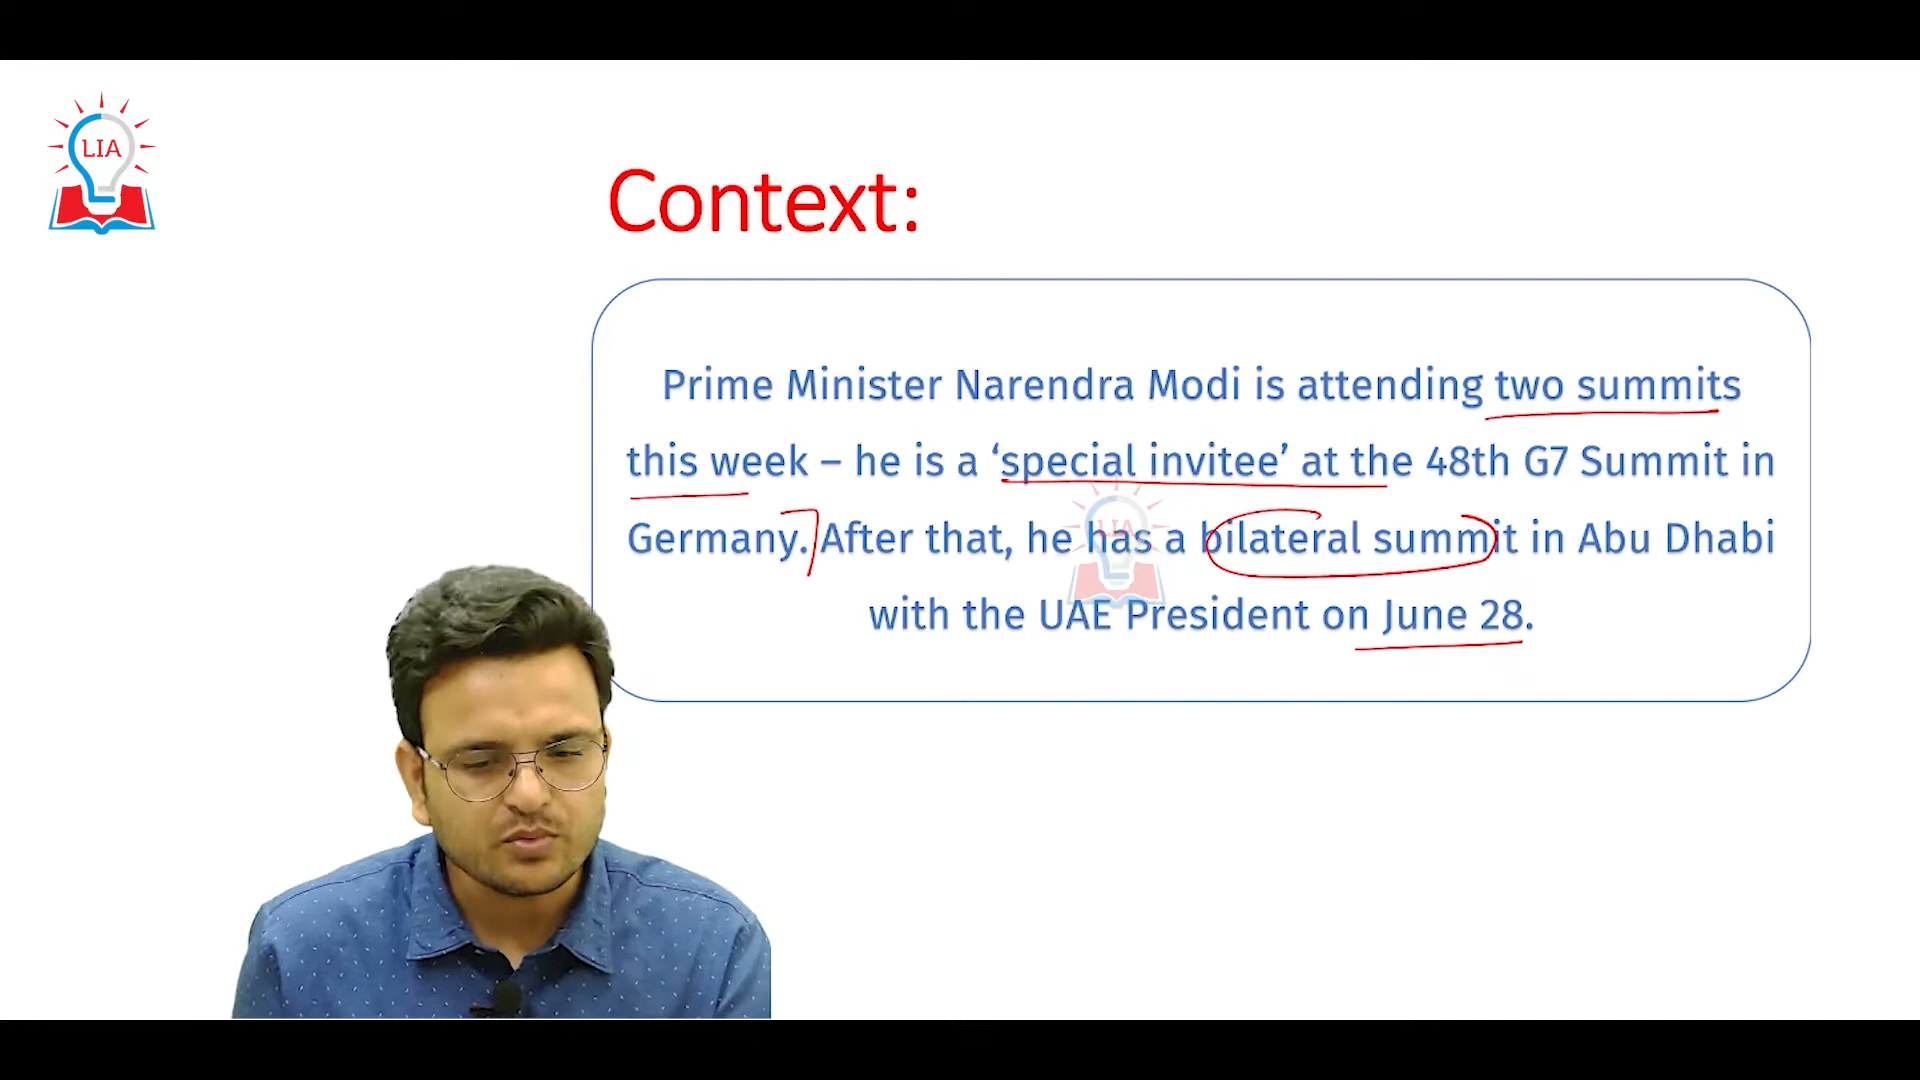 LIA
Context:
Prime Minister Narendra Modi is attending two summits
this week – he is a ‘special invitee’ at the 48th G7 Summit in
Germany. After that, he has a bilateral summit in Abu Dhabi
with the UAE President on June 28.
LIA